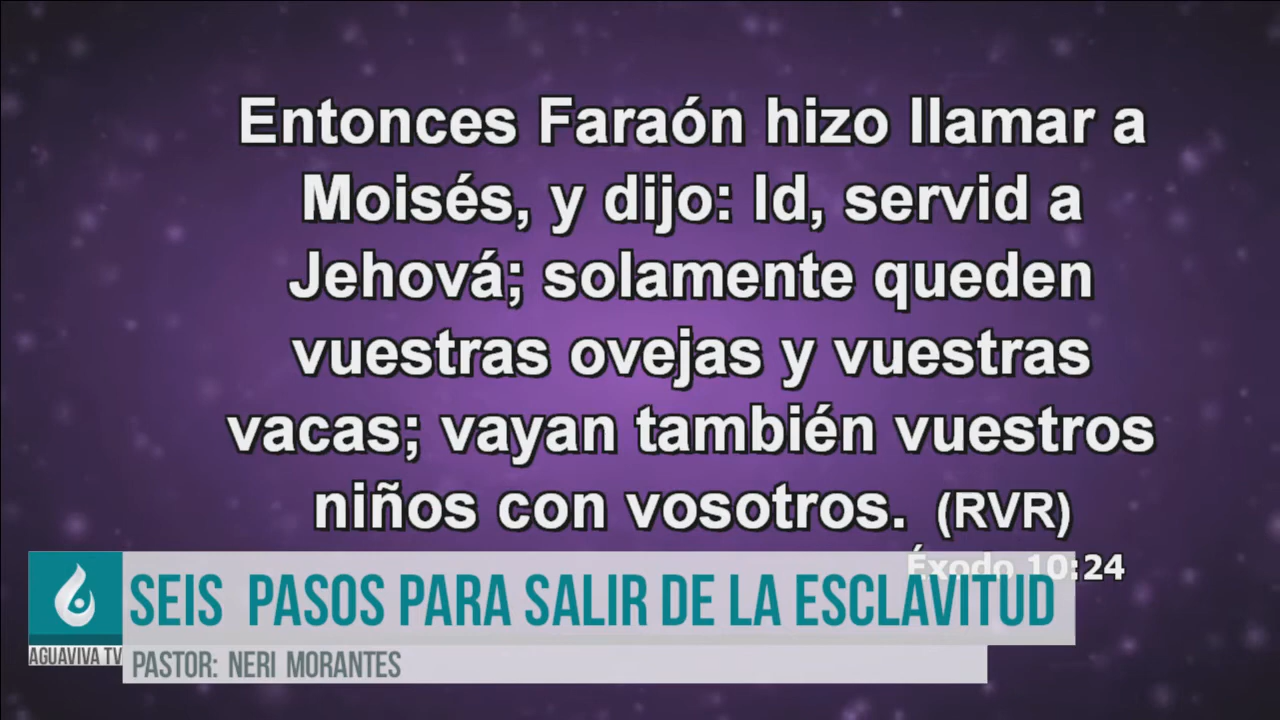 Entonces Faraón hizo llamar a
Moisés, y dijo: Id, servid a
Jehová; solamente queden
vuestras ovejas y vuestras
vacas; vayan también vuestros
niños con vosotros. (RVR)
Éxodo 10:24
SEIS PASOS PARA SALIR DE LA ESCLAVITUD
AGUAVIVA TV
PASTOR: NERI MORANTES